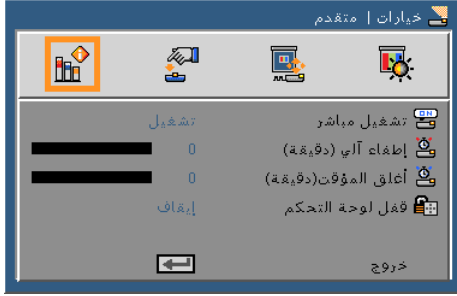 خيارات | متقدم
تشغيل مباشر تشغيل
إطفاء آلي (دقيقة) 0
أغلق المؤقت(دقيقة) 0
قفل لوحة التحكم إيقاف
خروج